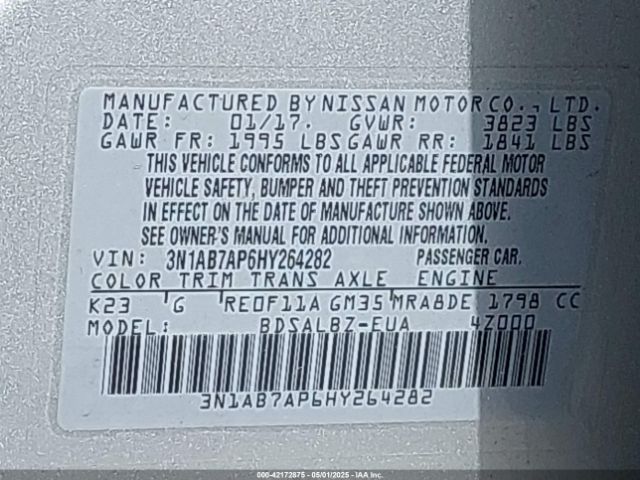 MANUFACTURED BY NISSAN MOTOR CO., LTD.
DATE: 01/17. GVWR: 3823 LBS
GAWR FR: 1995 LBS GAWR RR: 1841 LBS
THIS VEHICLE CONFORMS TO ALL APPLICABLE FEDERAL MOTOR
VEHICLE SAFETY, BUMPER AND THEFT PREVENTION STANDARDS
IN EFFECT ON THE DATE OF MANUFACTURE SHOWN ABOVE.
SEE OWNER'S MANUAL FOR ADDITIONAL INFORMATION.
VIN: 3N1AB7AP6HY264282 PASSENGER CAR.
COLOR TRIM TRANS AXLE ENGINE
K23 G RE0F11A GM35 MRA8DE 1798 CC
MODEL: BDSALBZ-EUA 4Z000
3N1AB7AP6HY264282
000-42172875 - 05/01/2025 - IAAI.COM